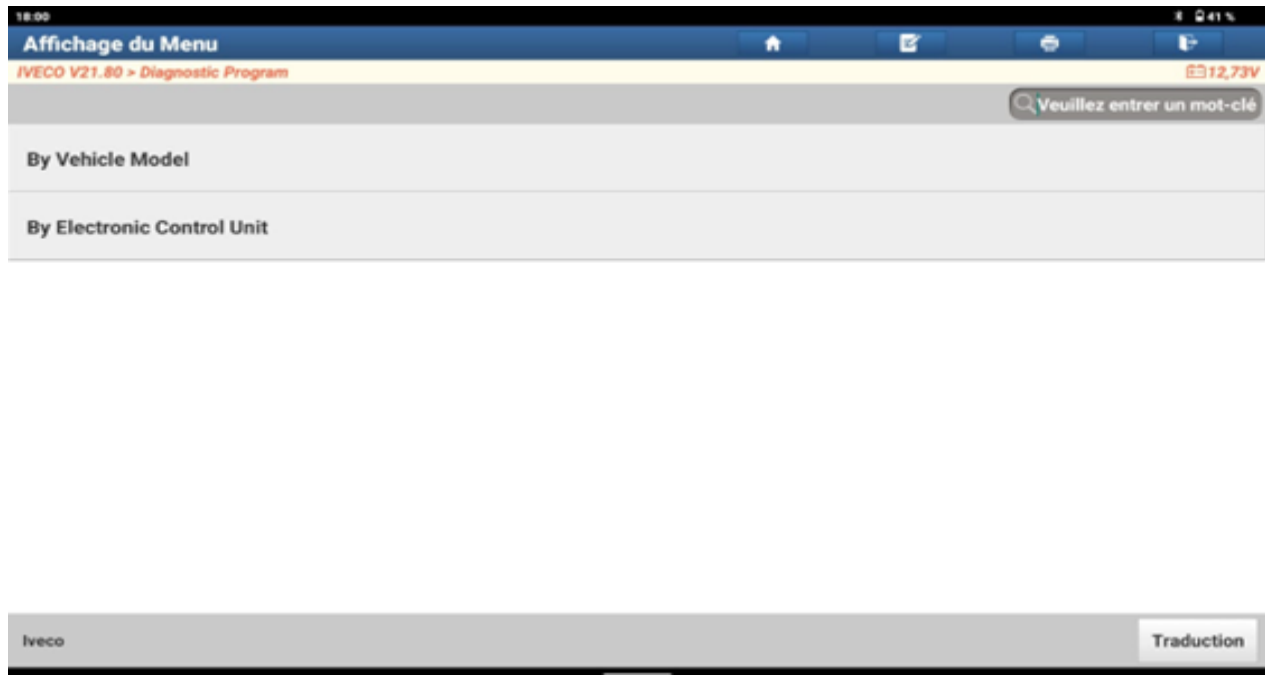 18:00
41 %
Affichage du Menu
IVECO V21.80 > Diagnostic Program
12,73V
Veuillez entrer un mot-clé
By Vehicle Model
By Electronic Control Unit
Iveco
Traduction